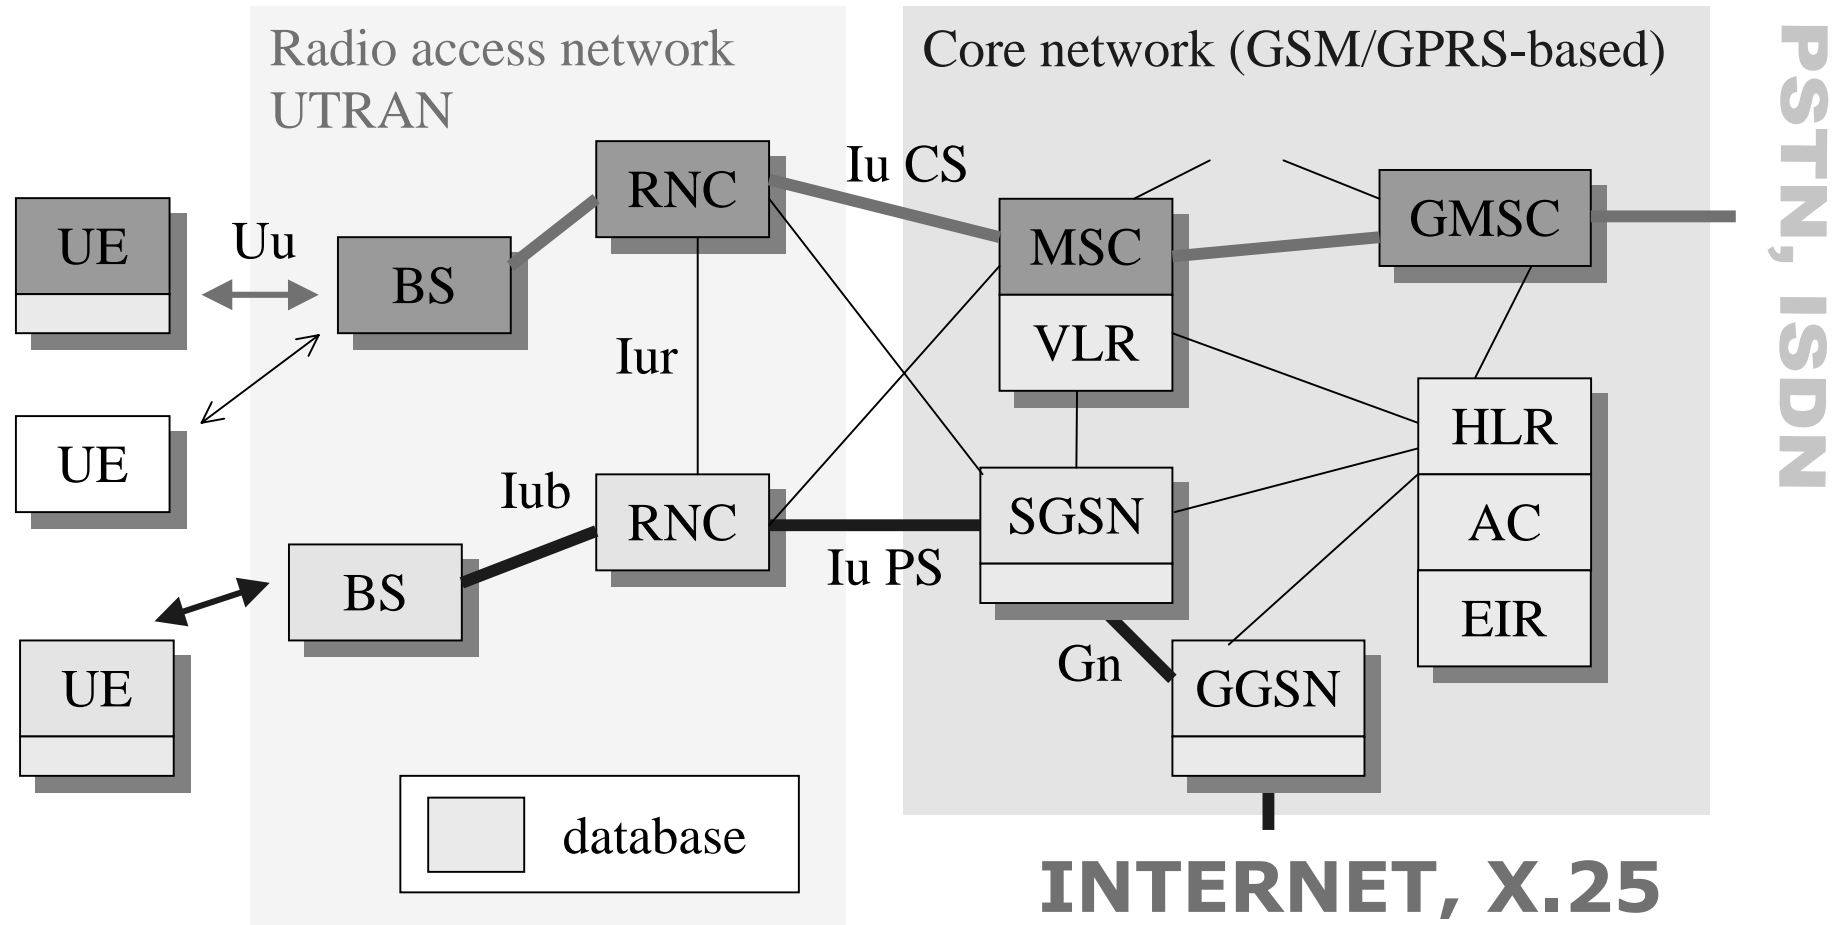 Radio access network
UTRAN
Core network (GSM/GPRS-based)
PSTN, ISDN
Iu CS
RNC
GMSC
UE
Uu
MSC
BS
VLR
Iur
HLR
UE
Iub
RNC
SGSN
AC
Iu PS
BS
EIR
Gn
UE
GGSN
database
INTERNET, X.25